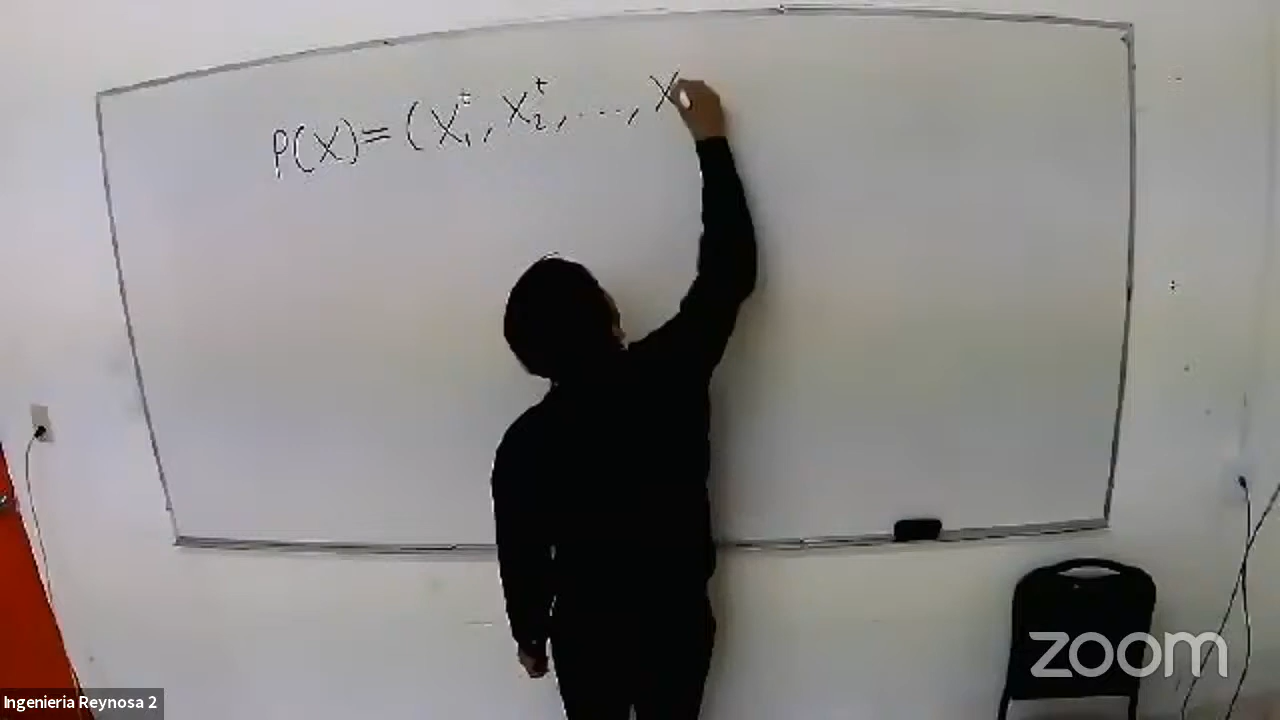 P(X)=(X₁ᵗ, X₂ᵗ, ..., X
zoom
Ingenieria Reynosa 2